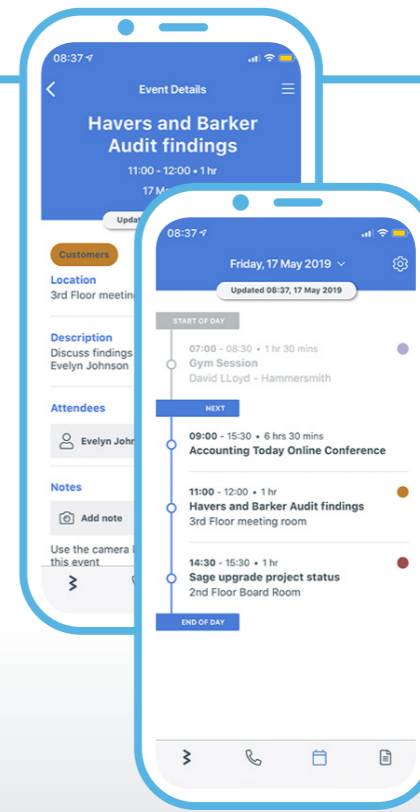 08:37
Event Details
Havers and Barker
Audit findings
11:00 - 12:00 • 1 hr
17
Customers
Location
3rd Floor
Description
Discuss findings
Evelyn Johnson
Attendees
Evelyn
Notes
Add note
Use the camera
this event
08:37
Friday, 17 May 2019
Updated 08:37, 17 May 2019
START OF DAY
07:00 - 08:30 • 1 hr 30 mins
Gym Session
David LLoyd - Hammersmith
NEXT
09:00 - 15:30 • 6 hrs 30 mins
Accounting Today Online Conference
11:00 - 12:00 • 1 hr
Havers and Barker Audit findings
3rd Floor meeting room
14:30 - 15:30 • 1 hr
Sage upgrade project status
2nd Floor Board Room
END OF DAY